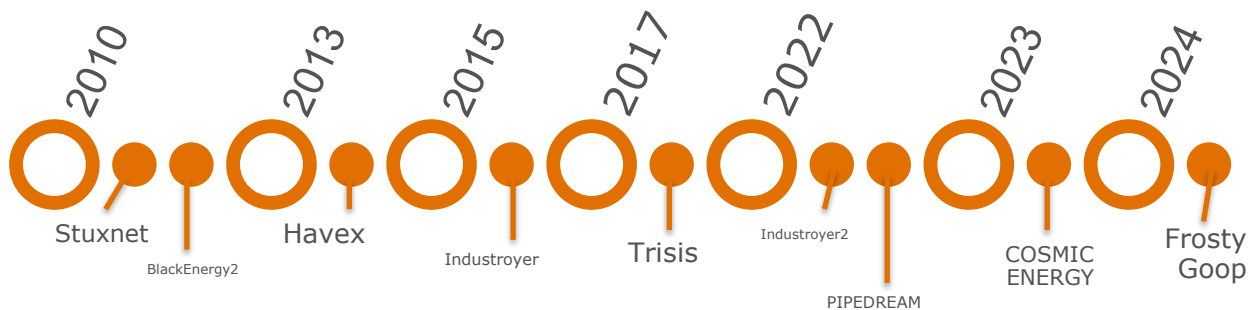 2010
2013
2015
2017
2022
2023
2024
Stuxnet
BlackEnergy2
Havex
Industroyer
Trisis
Industroyer2
PIPEDREAM
COSMIC
ENERGY
Frosty
Goop